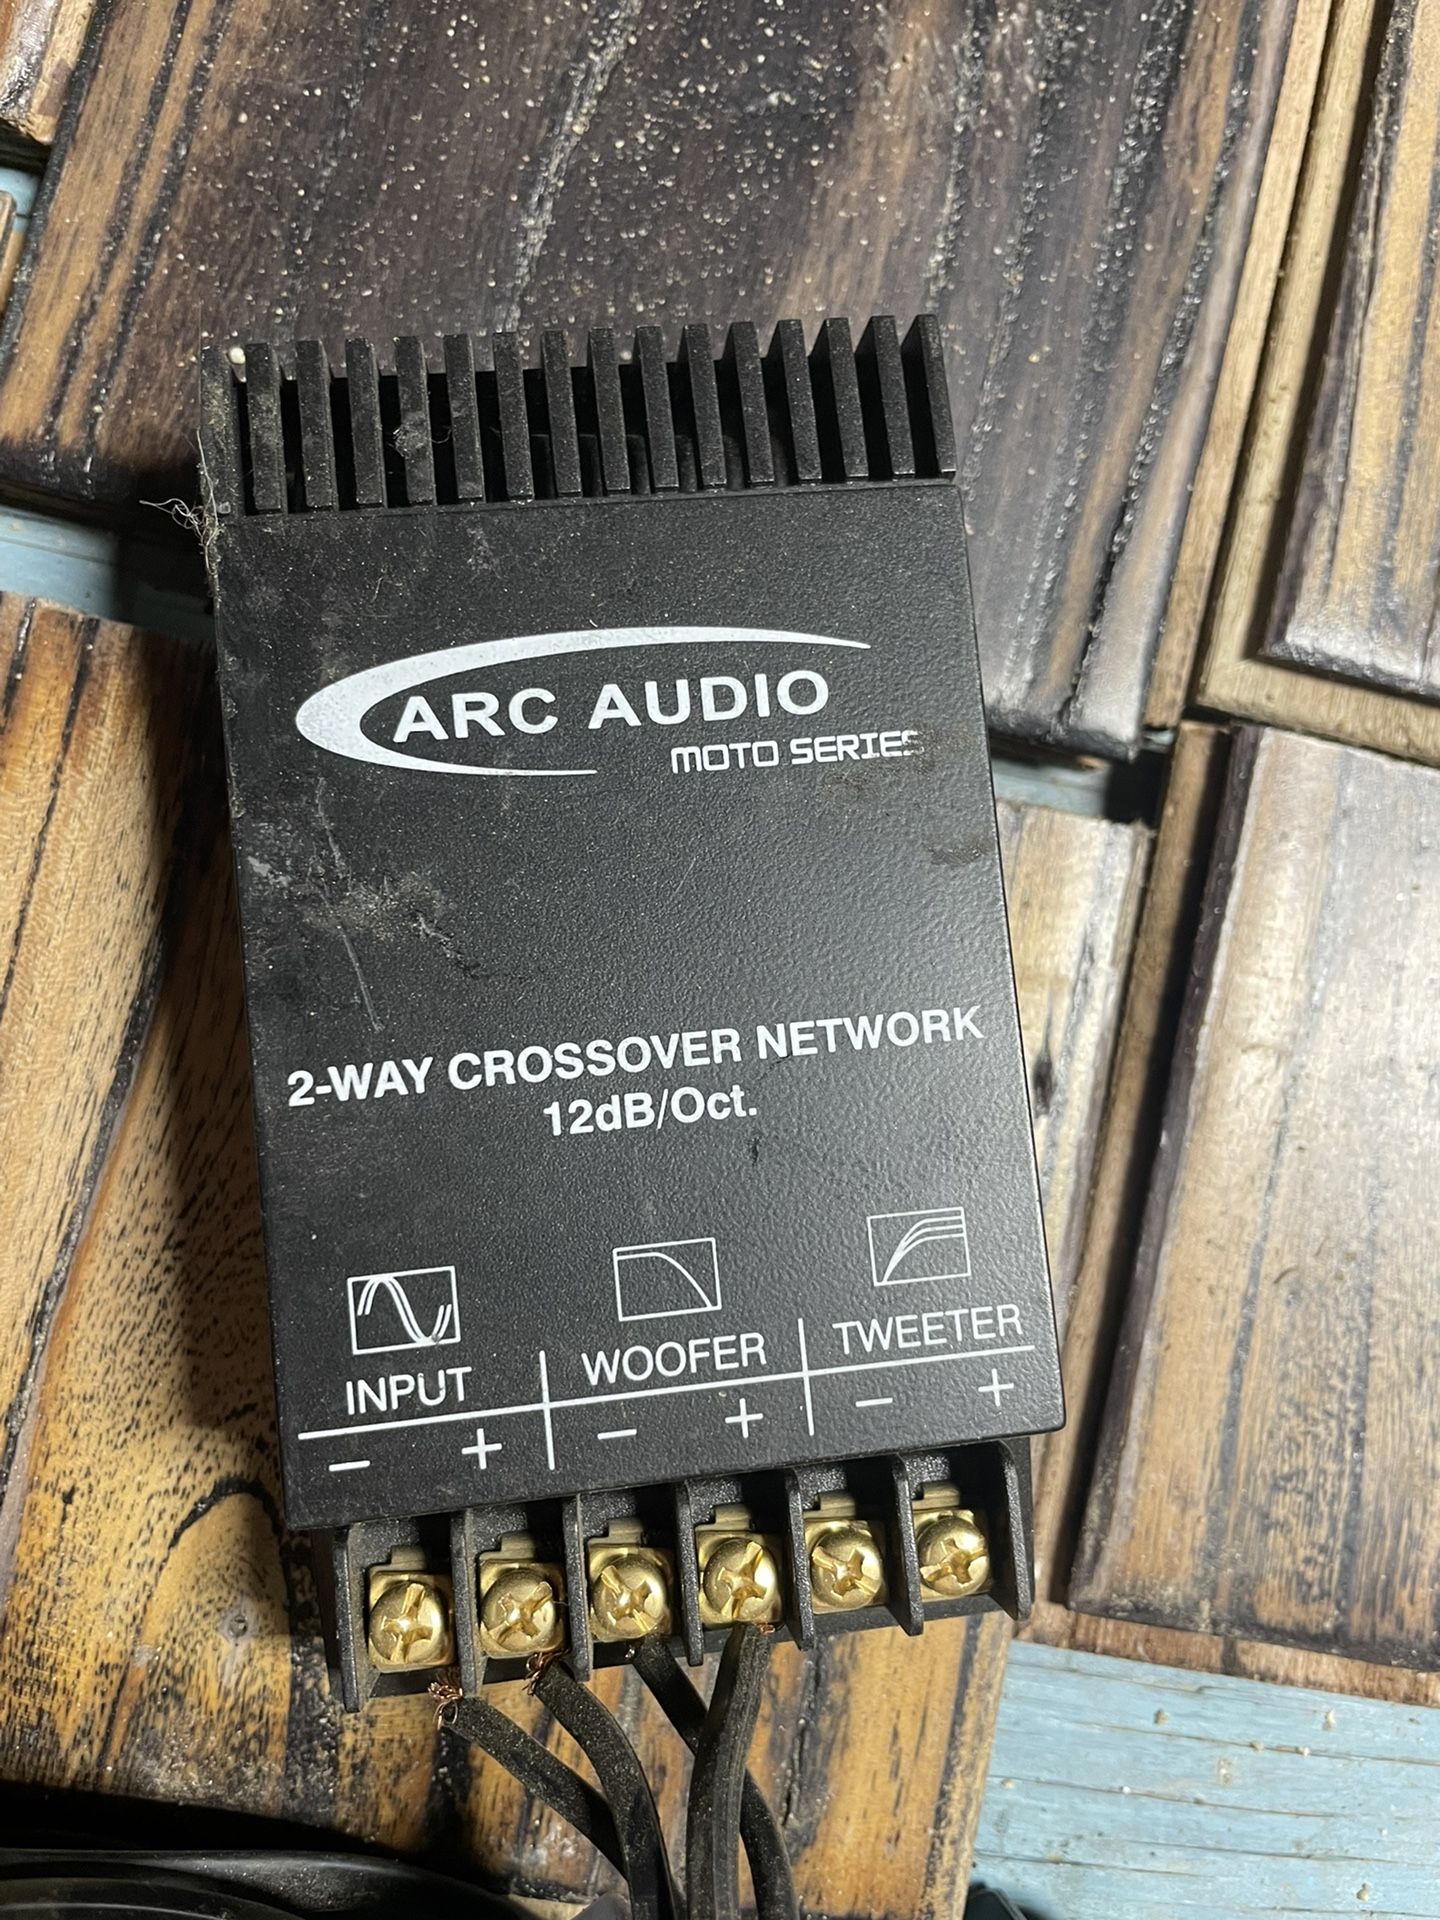 ARC AUDIO
MOTO SERIES
2-WAY CROSSOVER NETWORK
12dB/Oct.
INPUT WOOFER TWEETER
- + - + - +